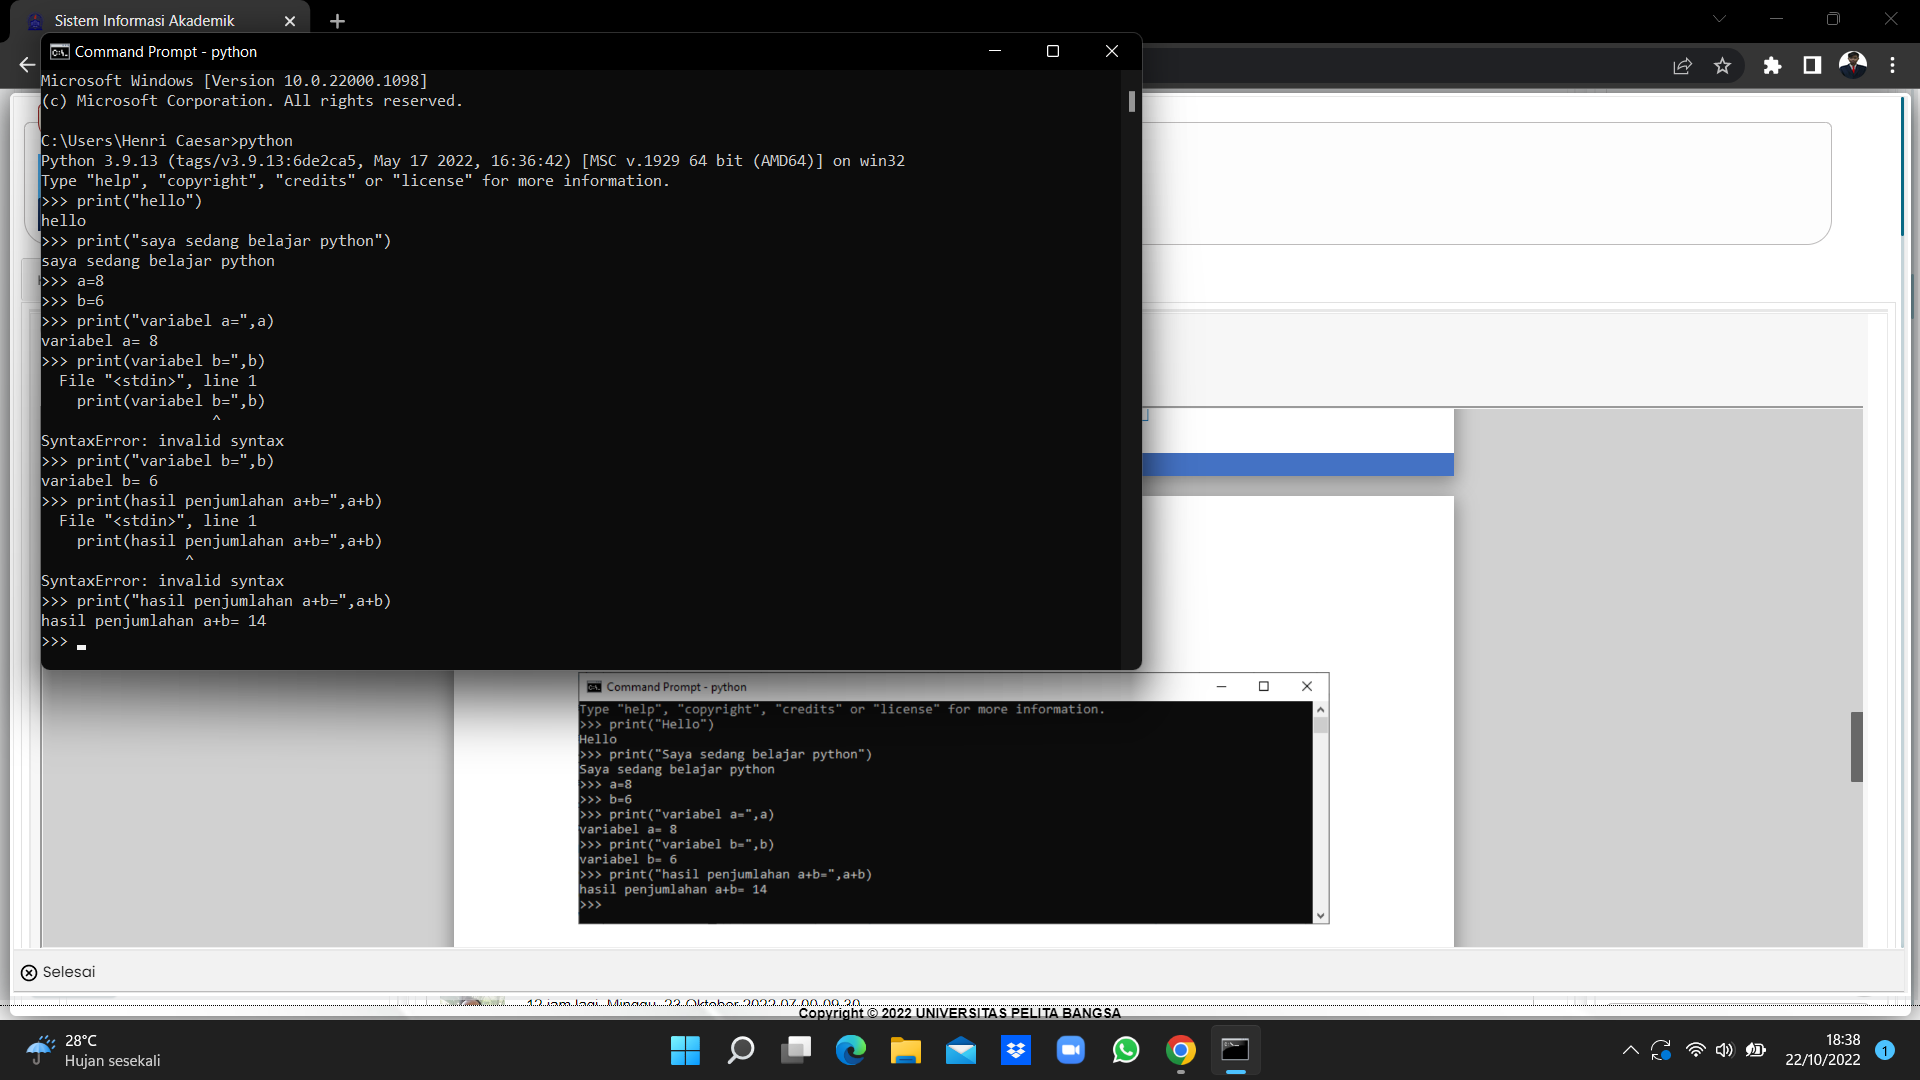 Sistem Informasi Akademik
Command Prompt - python
Microsoft Windows [Version 10.0.22000.1098]
(c) Microsoft Corporation. All rights reserved.
C:\Users\Henri Caesar>python
Python 3.9.13 (tags/v3.9.13:6de2ca5, May 17 2022, 16:36:42) [MSC v.1929 64 bit (AMD64)] on win32
Type "help", "copyright", "credits" or "license" for more information.
>>> print("hello")
hello
>>> print("saya sedang belajar python")
saya sedang belajar python
>>> a=8
>>> b=6
>>> print("variabel a=",a)
variabel a= 8
>>> print(variabel b=",b)
  File "<stdin>", line 1
    print(variabel b=",b)
                   ^
SyntaxError: invalid syntax
>>> print("variabel b=",b)
variabel b= 6
>>> print(hasil penjumlahan a+b=",a+b)
  File "<stdin>", line 1
    print(hasil penjumlahan a+b=",a+b)
                ^
SyntaxError: invalid syntax
>>> print("hasil penjumlahan a+b=",a+b)
hasil penjumlahan a+b= 14
>>>
Command Prompt - python
Type "help", "copyright", "credits" or "license" for more information.
>>> print("Hello")
Hello
>>> print("Saya sedang belajar python")
Saya sedang belajar python
>>> a=8
>>> b=6
>>> print("variabel a=",a)
variabel a= 8
>>> print("variabel b=",b)
variabel b= 6
>>> print("hasil penjumlahan a+b=",a+b)
hasil penjumlahan a+b= 14
>>>
Selesai
12 jam lagi, Minggu, 23 Oktober 2022 07.00-09.30
Copyright © 2022 UNIVERSITAS PELITA BANGSA
28°C
Hujan sesekali
18:38
22/10/2022
1